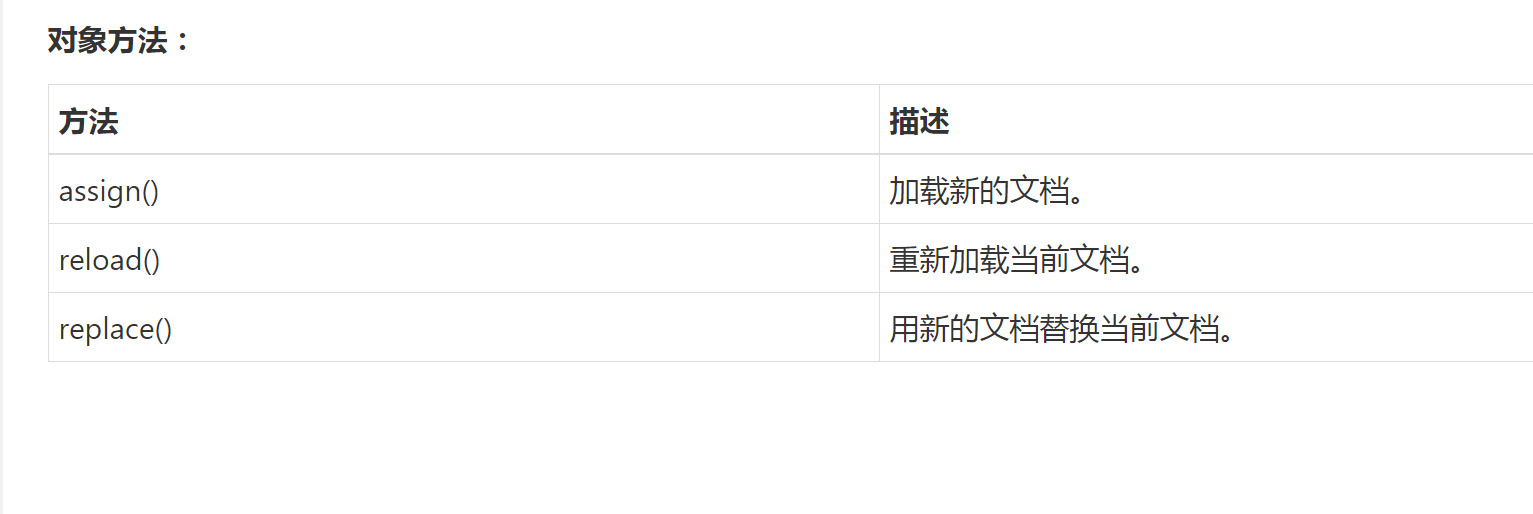 对象方法：
方法 描述
assign() 加载新的文档。
reload() 重新加载当前文档。
replace() 用新的文档替换当前文档。